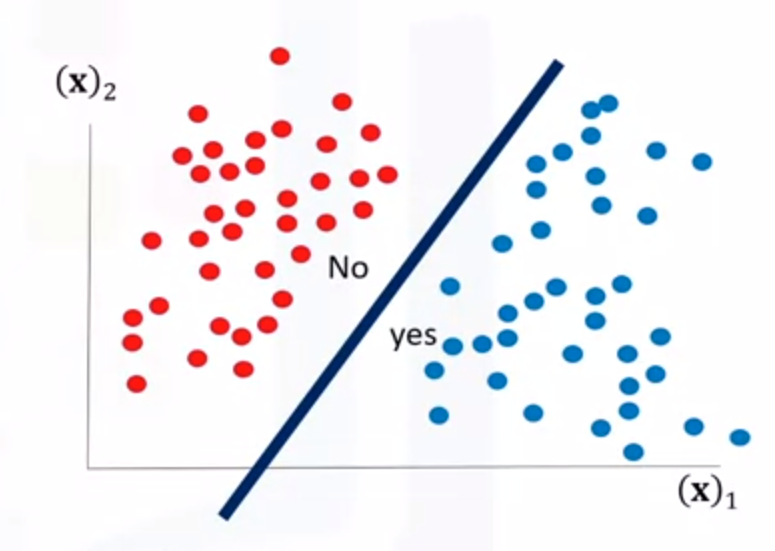 (𝐱)₂
No
yes
(𝐱)₁